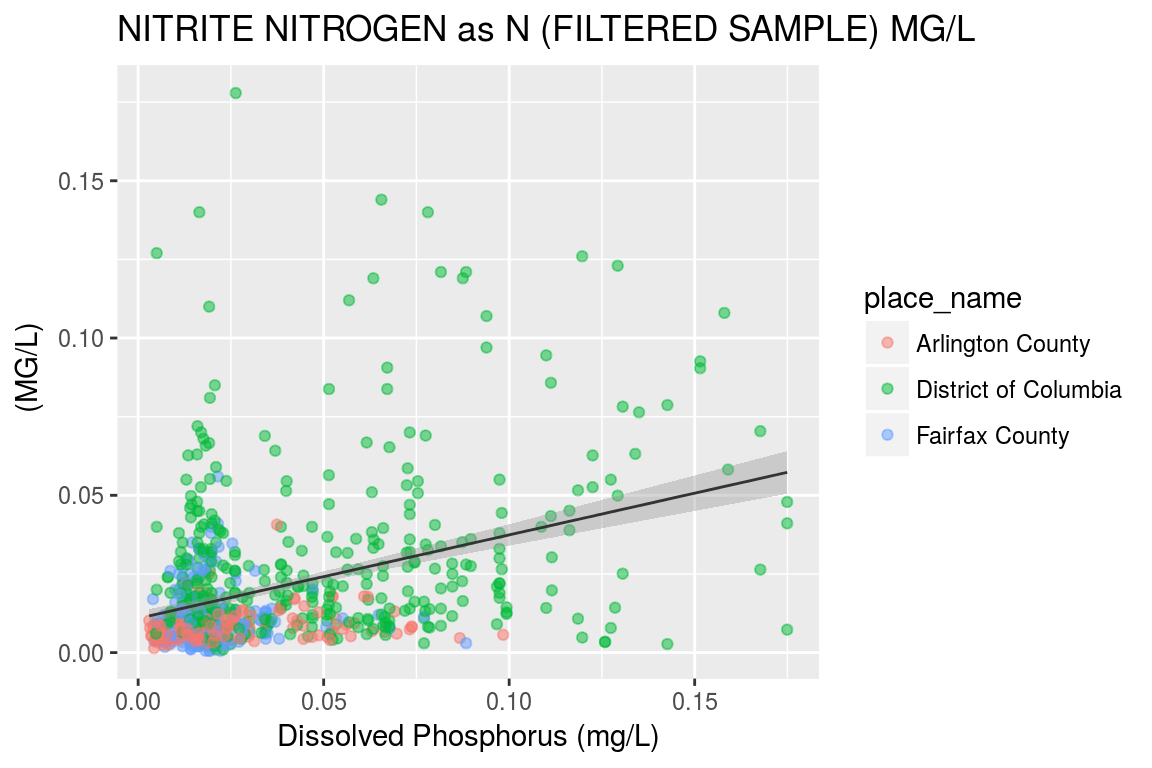 NITRITE NITROGEN as N (FILTERED SAMPLE) MG/L
(MG/L)
0.15
0.10
0.05
0.00
0.00 0.05 0.10 0.15
Dissolved Phosphorus (mg/L)
place_name
Arlington County
District of Columbia
Fairfax County